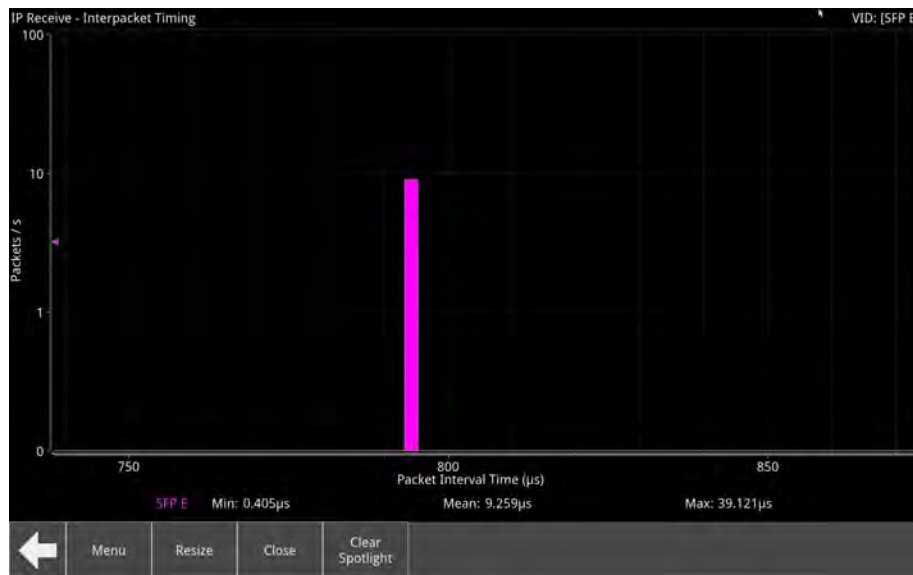 IP Receive - Interpacket Timing
VID: [SFP E
100
10
Packets / s
1
0
750
800
850
Packet Interval Time (µs)
SFP E Min: 0.405µs Mean: 9.259µs Max: 39.121µs
Menu
Resize
Close
Clear
Spotlight